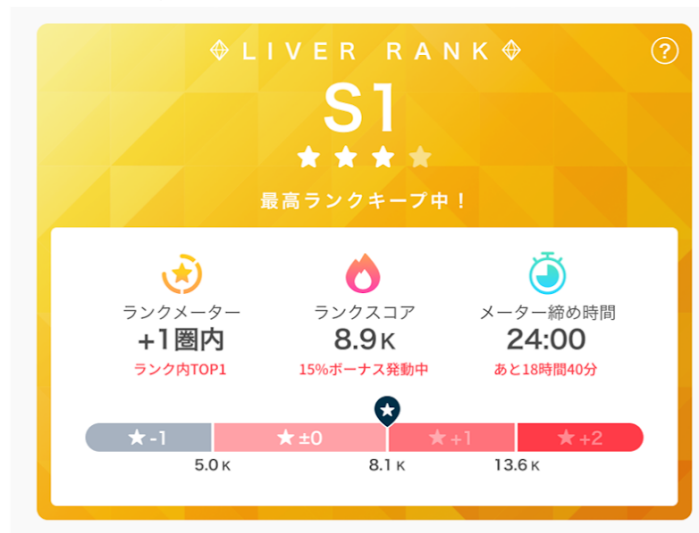 LIVER RANK
?
S1
最高ランクキープ中！
ランクメーター
+1圏内
ランク内TOP1
ランクスコア
8.9K
15%ボーナス発動中
メーター締め時間
24:00
あと18時間40分
★-1 ★±0 ★+1 ★+2
5.0K 8.1K 13.6K